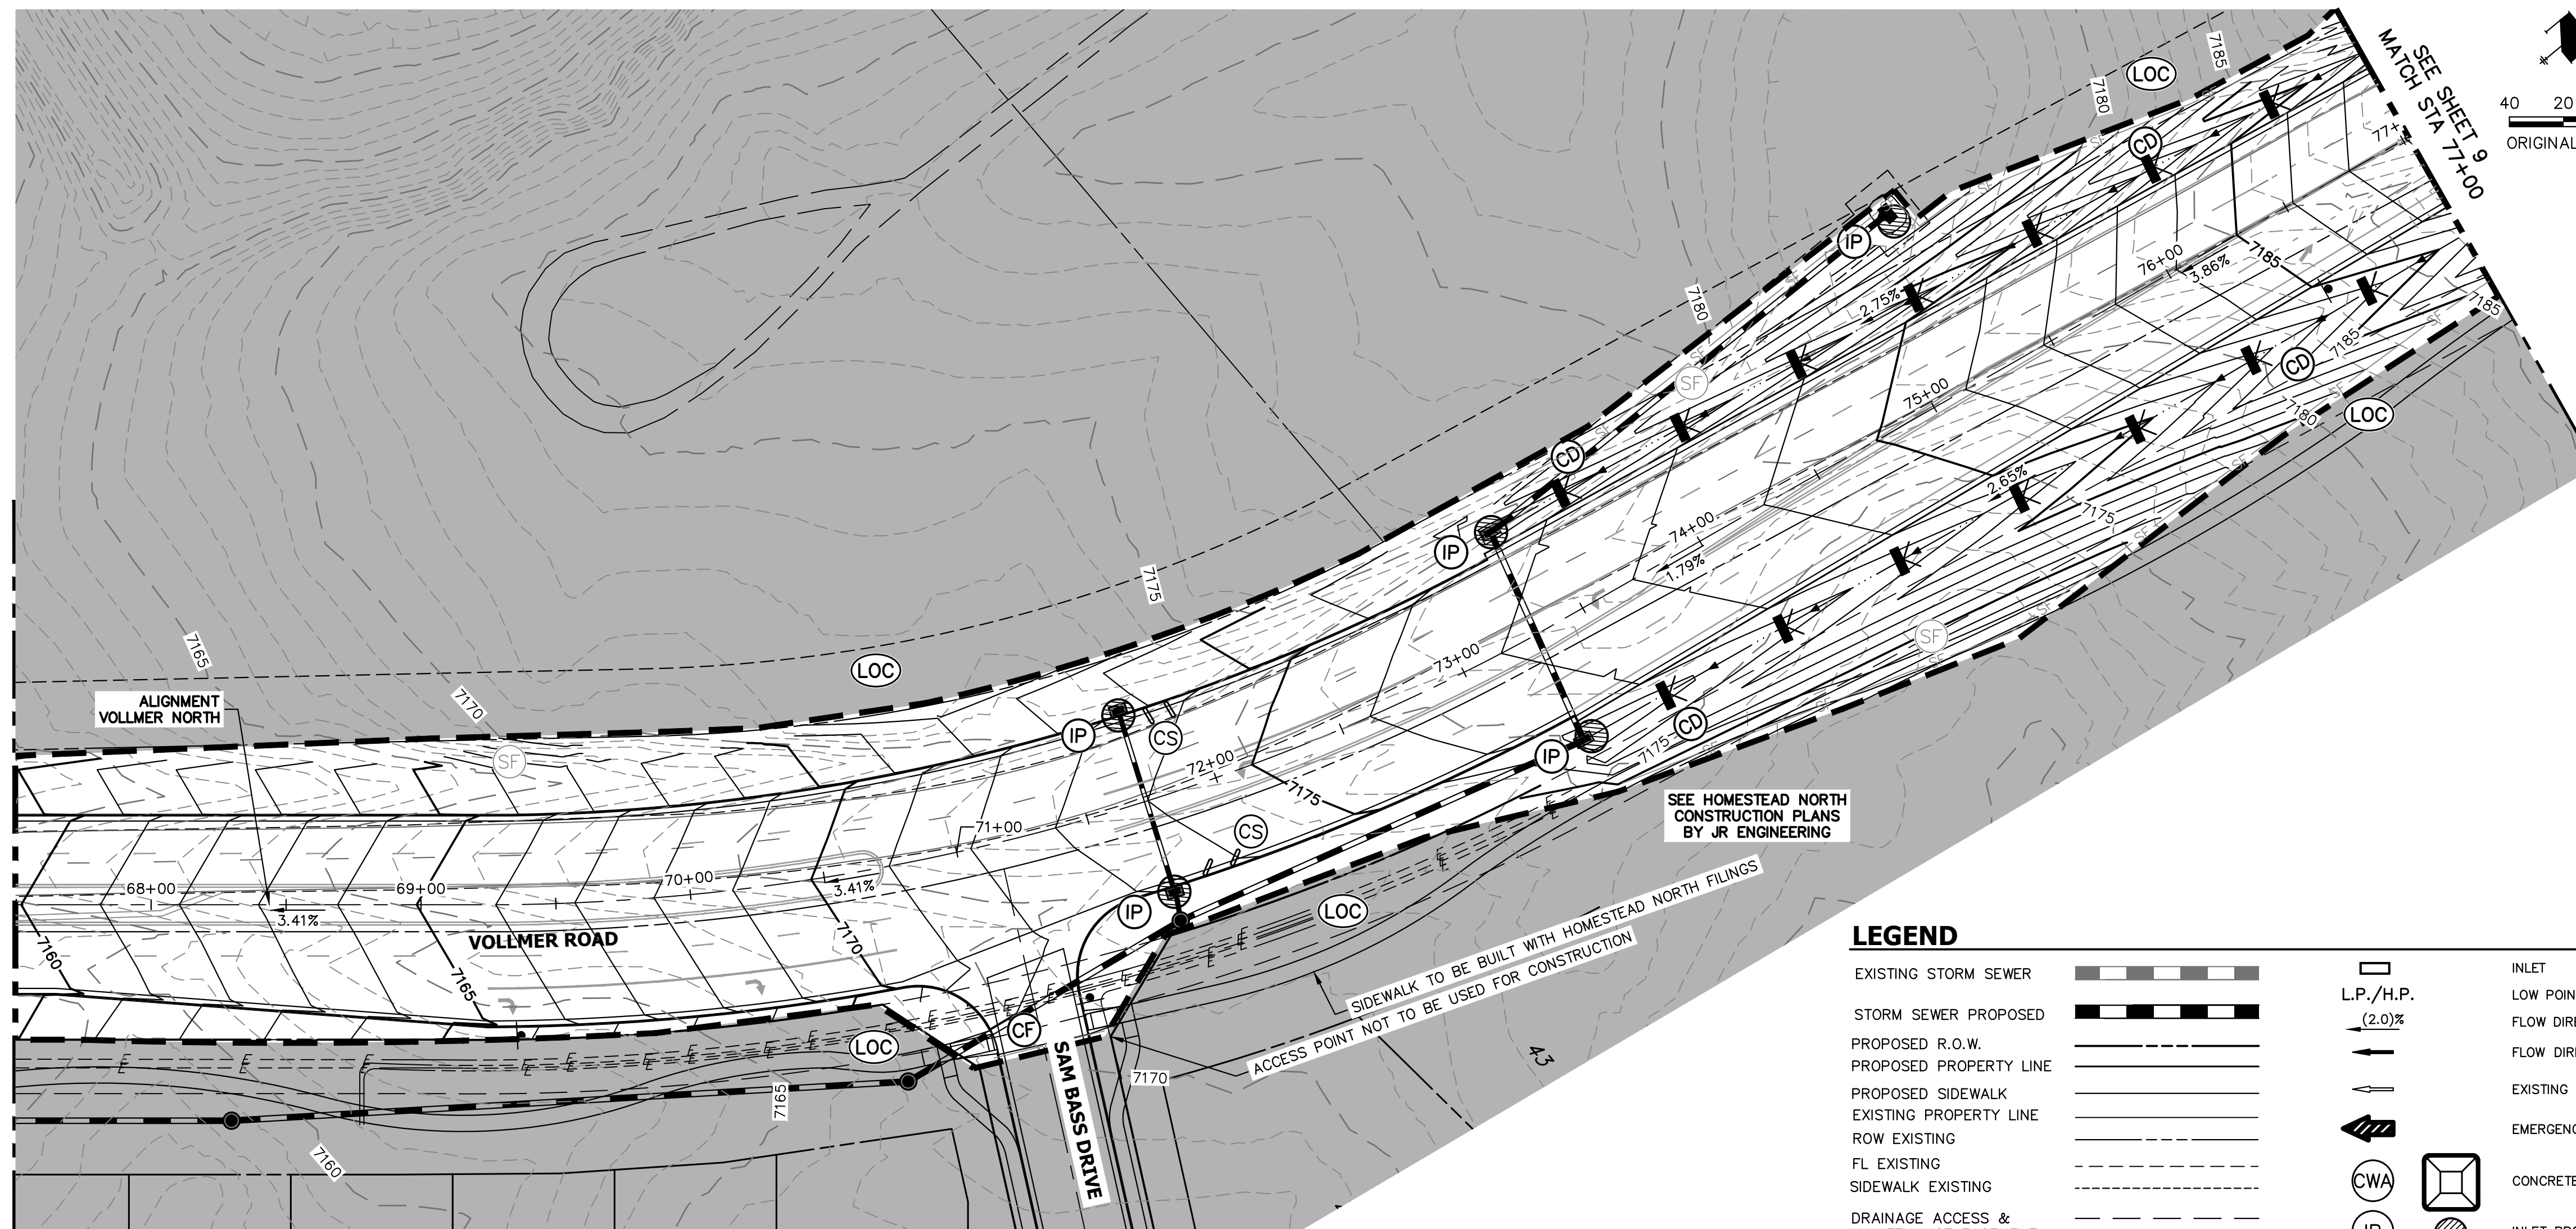 7185
LOC
7180
SEE SHEET 9
MATCH STA 77+00
40 20
ORIGINAL
CD
77+
SF
IP
76+00
3.86%
7185
7180
2.75%
7185
7185
CD
SF
SF
75+00
7180
LOC
CD
2.65%
7175
IP
74+00
1.79%
7175
SF
SF
7165
LOC
73+00
ALIGNMENT
VOLLMER NORTH
7170
IP
CS
CD
SF
72+00
IP
7175
7175
SEE HOMESTEAD NORTH
CONSTRUCTION PLANS
BY JR ENGINEERING
71+00
CS
68+00
69+00
70+00
3.41%
3.41%
IP
LOC
VOLLMER ROAD
7160
7165
7170
SIDEWALK TO BE BUILT WITH HOMESTEAD NORTH FILINGS
ACCESS POINT NOT TO BE USED FOR CONSTRUCTION
CF
LOC
E E E E E E E E
43
7165
7170
SAM BASS DRIVE
7160
LEGEND
EXISTING STORM SEWER
STORM SEWER PROPOSED
PROPOSED R.O.W.
PROPOSED PROPERTY LINE
PROPOSED SIDEWALK
EXISTING PROPERTY LINE
ROW EXISTING
FL EXISTING
SIDEWALK EXISTING
DRAINAGE ACCESS &
INLET
L.P./H.P. LOW POIN
(2.0)% FLOW DIRE
FLOW DIRE
EXISTING
EMERGENC
CWA CONCRETE
IP